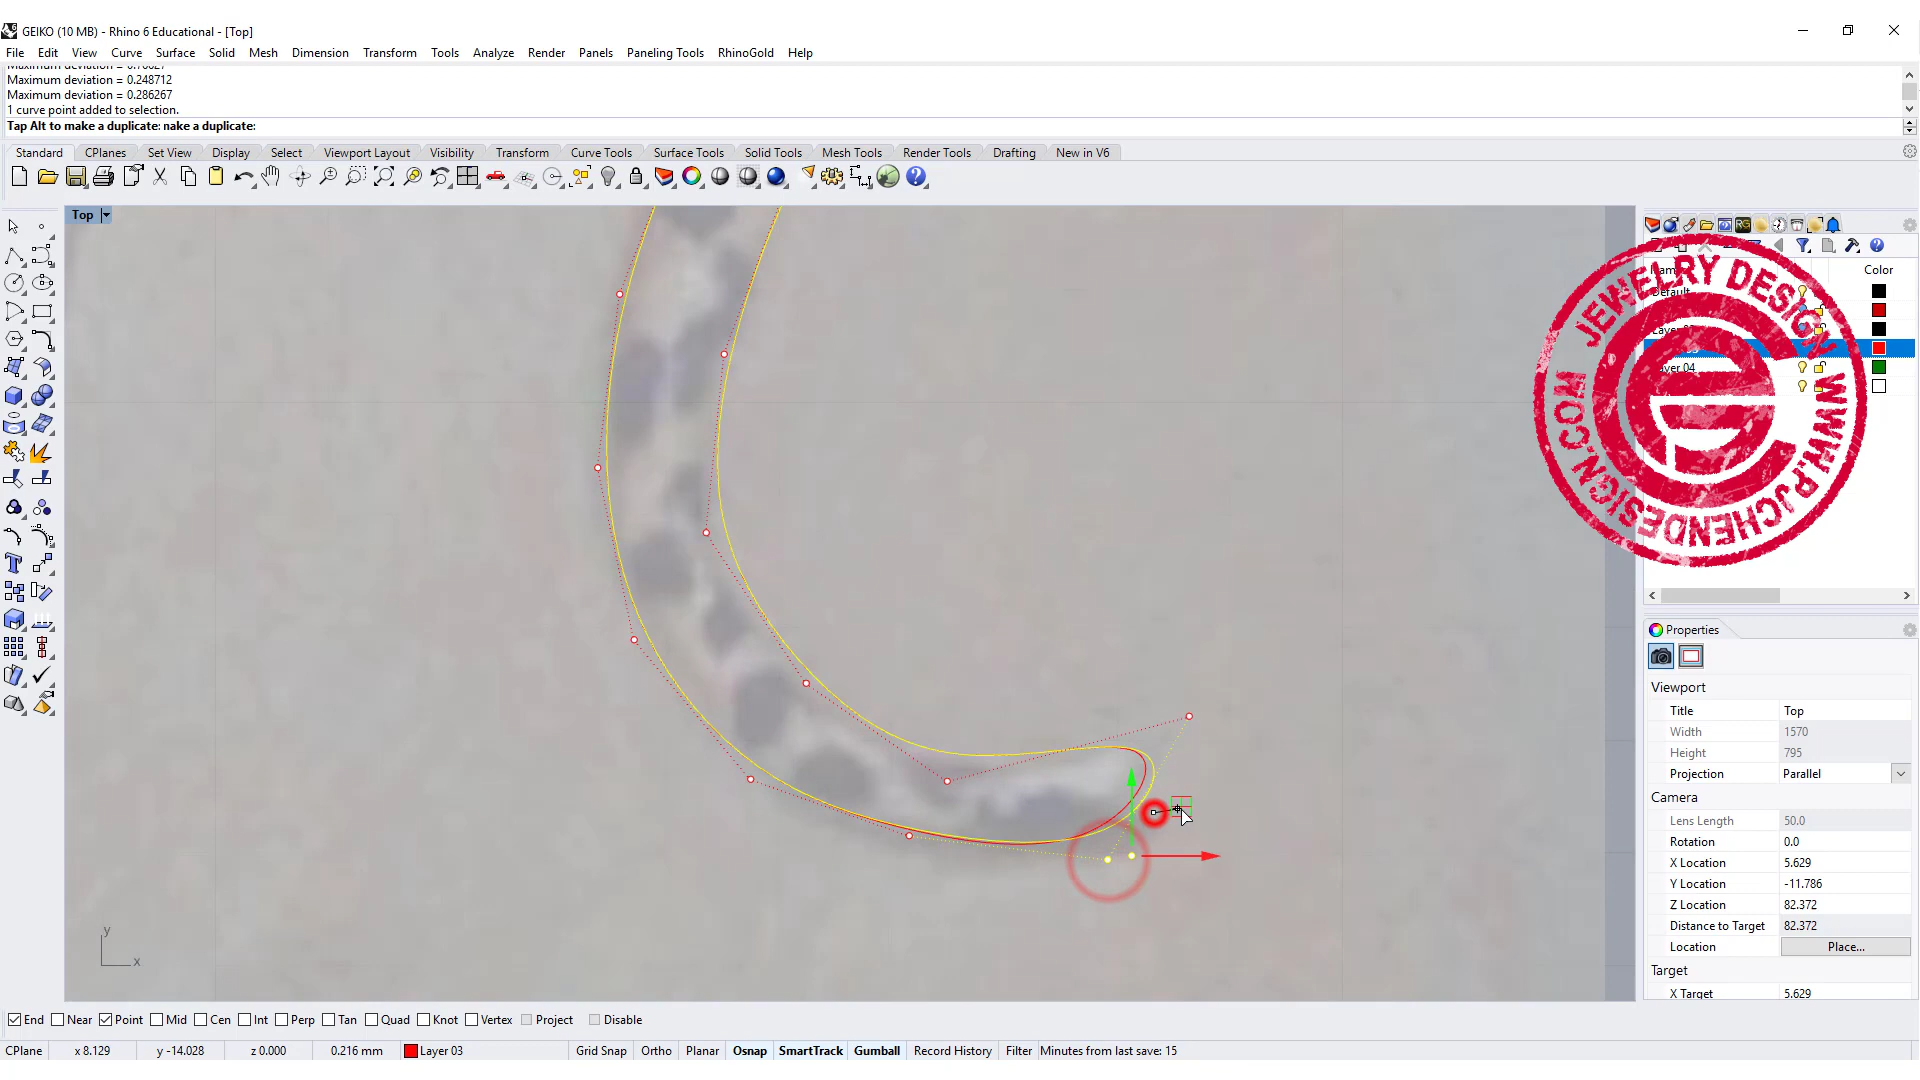 GEIKO (10 MB) - Rhino 6 Educational - [Top]
File Edit View Curve Surface Solid Mesh Dimension Transform Tools Analyze Render Panels Paneling Tools RhinoGold Help
Maximum deviation = 0.248712
Maximum deviation = 0.286267
1 curve point added to selection.
Tap Alt to make a duplicate: nake a duplicate:
Standard CPlanes Set View Display Select Viewport Layout Visibility Transform Curve Tools Surface Tools Solid Tools Mesh Tools Render Tools Drafting New in V6
Top
Color
Default
Layer 04
JEWELRY DESIGN WWW.PJCHENDESIGN.COM
Properties
Viewport
Title Top
Width 1570
Height 795
Projection Parallel
Camera
Lens Length 50.0
Rotation 0.0
X Location 5.629
Y Location -11.786
Z Location 82.372
Distance to Target 82.372
Location Place...
Target
X Target 5.629
y
x
End Near Point Mid Cen Int Perp Tan Quad Knot Vertex Project Disable
CPlane x 8.129 y -14.028 z 0.000 0.216 mm Layer 03 Grid Snap Ortho Planar Osnap SmartTrack Gumball Record History Filter Minutes from last save: 15